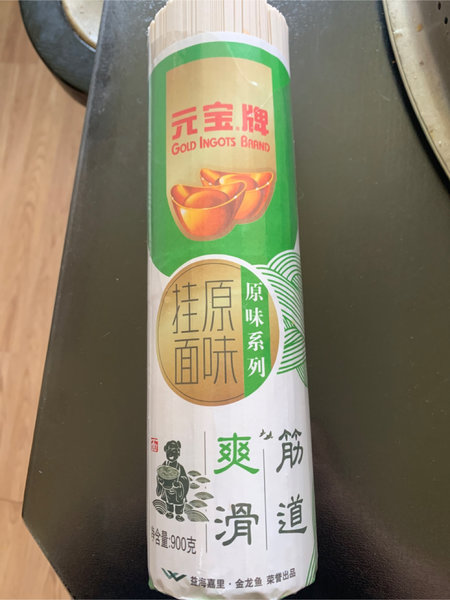 元宝牌
GOLD INGOTS BRAND
原味
挂面
原味系列
筋道
爽滑
净含量:900克
益海嘉里·金龙鱼 荣誉出品